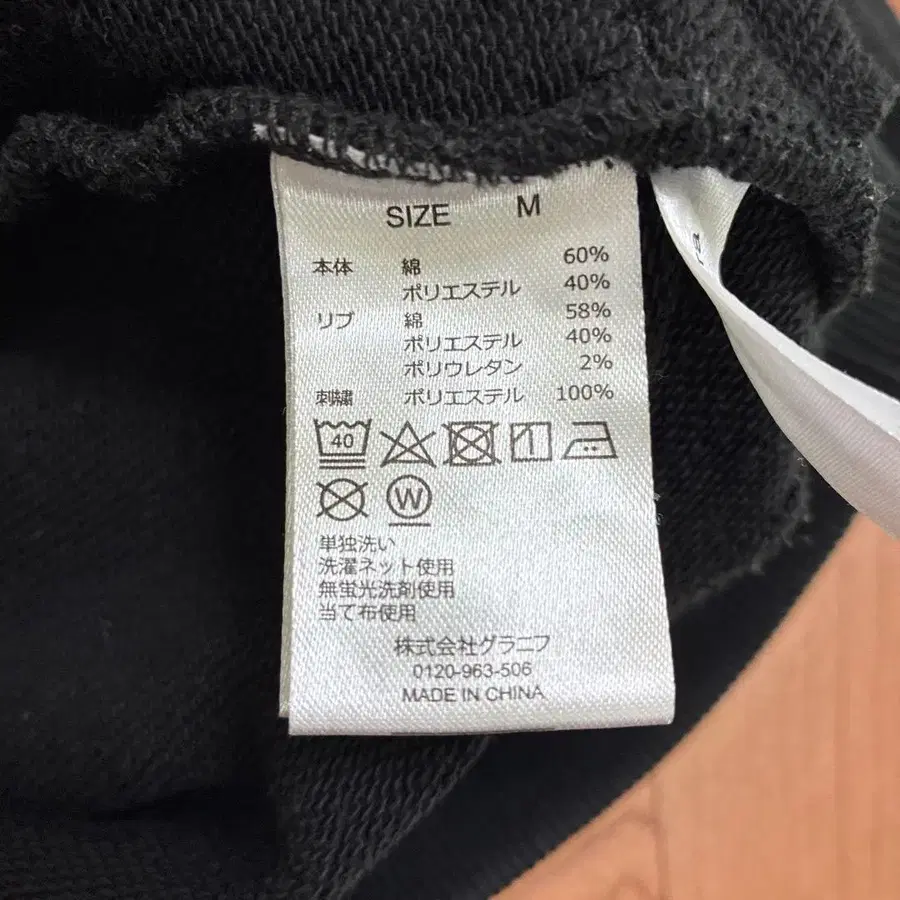 SIZE M
本体 綿 60%
ポリエステル 40%
リブ 綿 58%
ポリエステル 40%
ポリウレタン 2%
刺繍 ポリエステル 100%
40
W
単独洗い
洗濯ネット使用
無蛍光洗剤使用
当て布使用
株式会社グラニフ
0120-963-506
MADE IN CHINA